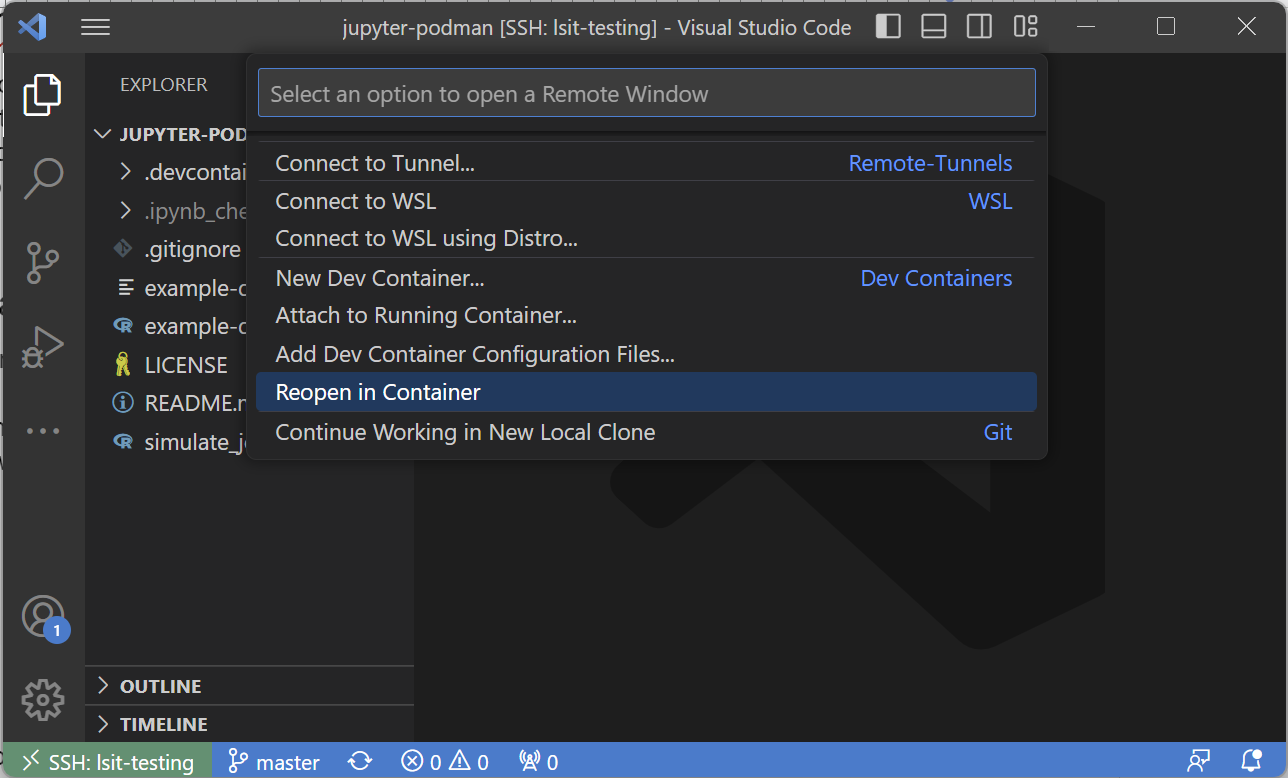 jupyter-podman [SSH: lsit-testing] - Visual Studio Code
EXPLORER
Select an option to open a Remote Window
JUPYTER-POD
.devcontai
.ipynb_che
.gitignore
example-c
example-c
LICENSE
README.m
simulate_j
Connect to Tunnel... Remote-Tunnels
Connect to WSL WSL
Connect to WSL using Distro...
New Dev Container... Dev Containers
Attach to Running Container...
Add Dev Container Configuration Files...
Reopen in Container
Continue Working in New Local Clone Git
1
OUTLINE
TIMELINE
SSH: lsit-testing master 0 0 0